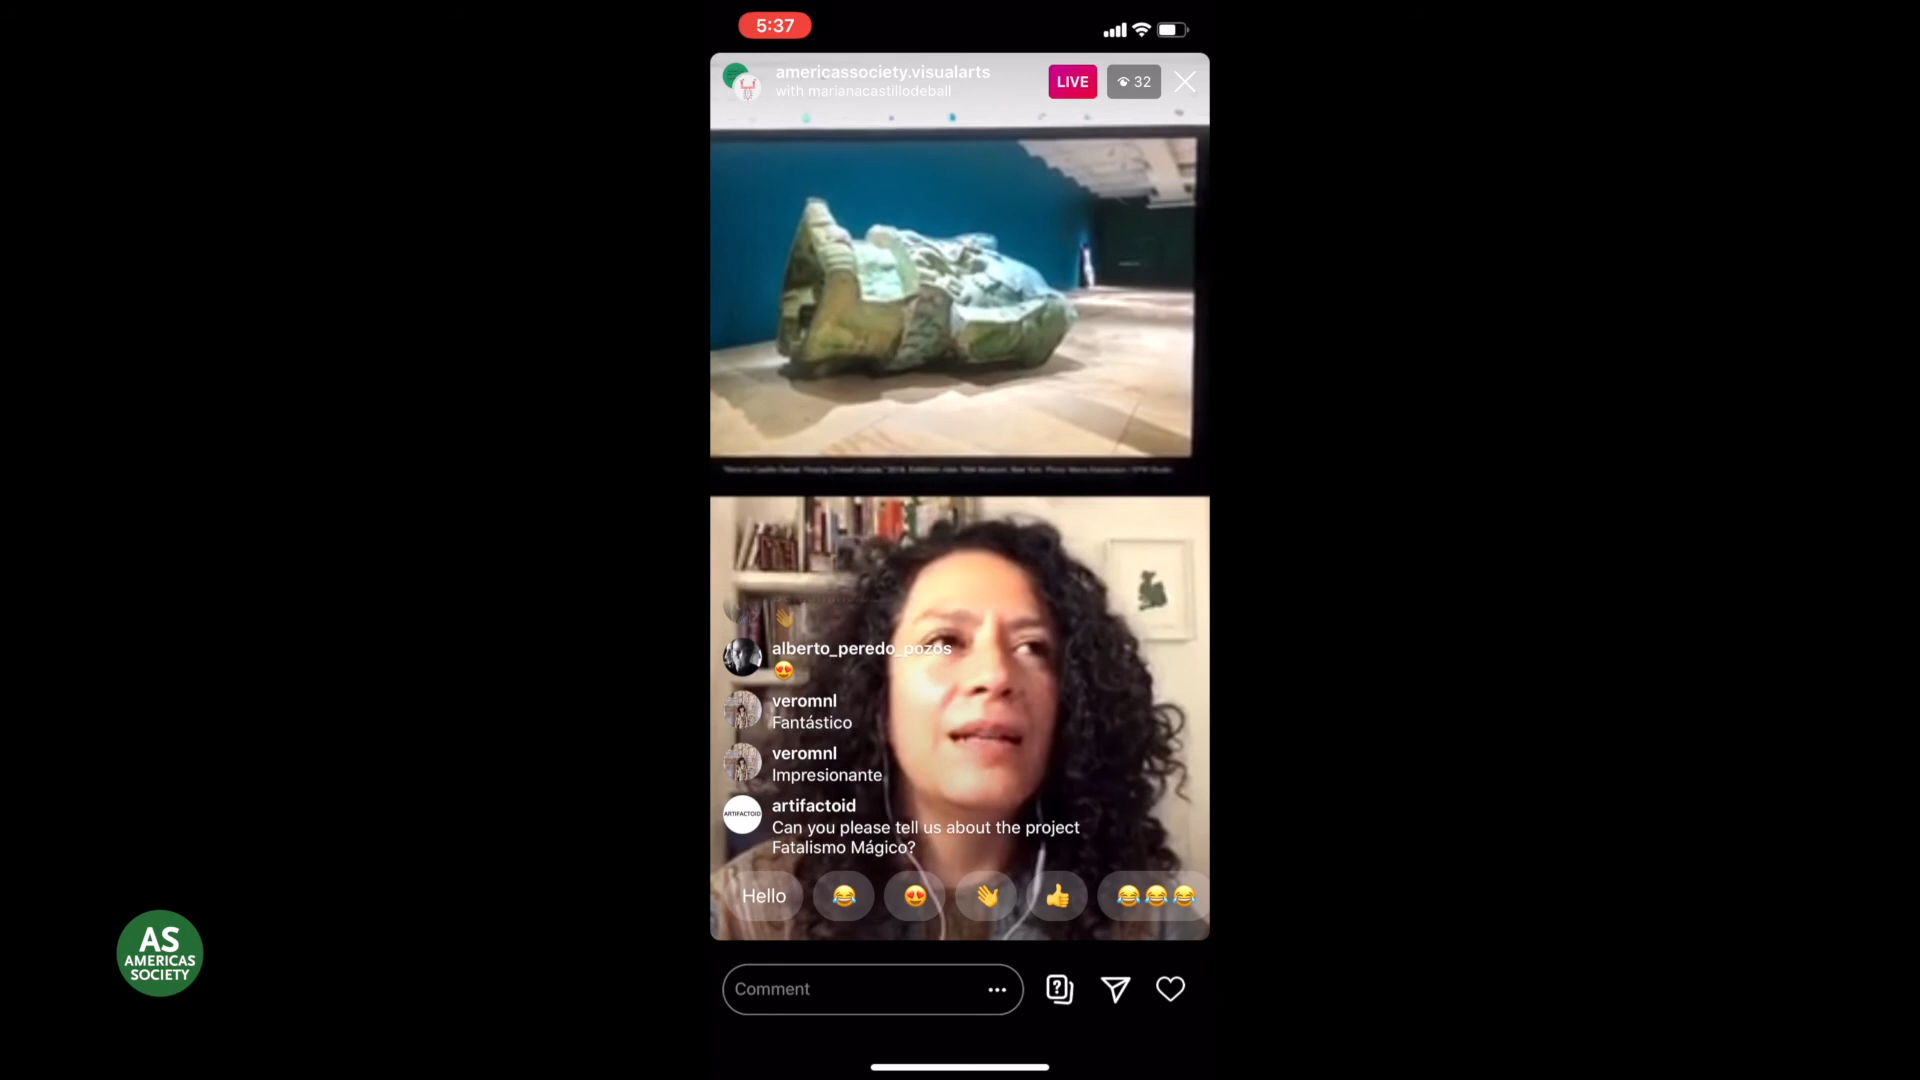 5:37
americassociety.visualarts
with marianacastillodeball
LIVE
32
alberto_peredo_pozos
veromnl
Fantástico
veromnl
Impresionante
ARTIFACTOID
artifactoid
Can you please tell us about the project
Fatalismo Mágico?
Hello
Comment
AS
AMERICAS
SOCIETY